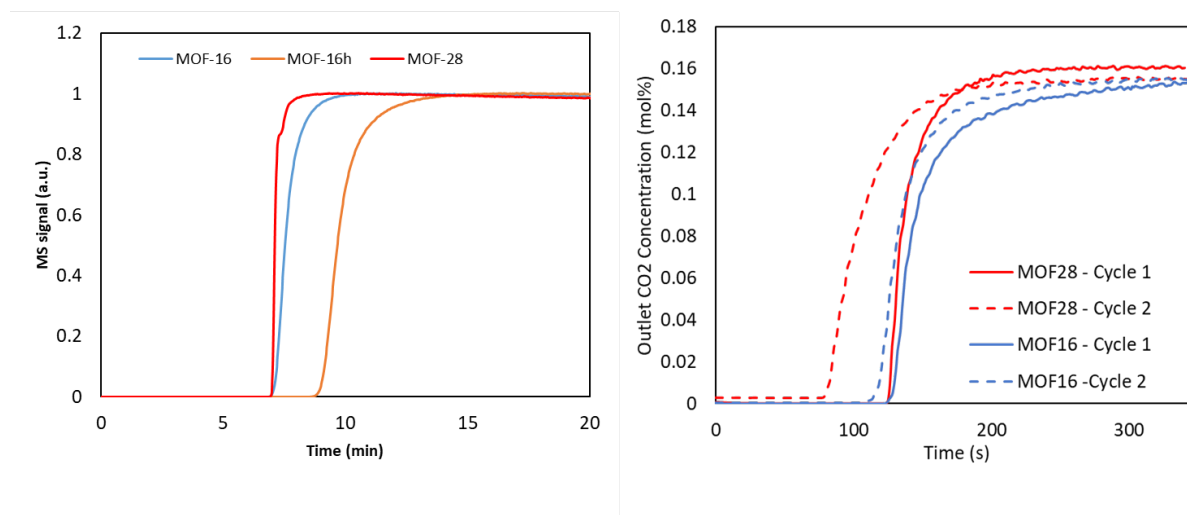 1.2
1
0.8
0.6
0.4
0.2
0
MS signal (a.u.)
MOF-16 MOF-16h MOF-28
0 5 10 15 20
Time (min)
0.18
0.16
0.14
0.12
0.1
0.08
0.06
0.04
0.02
0
Outlet CO2 Concentration (mol%)
MOF28 - Cycle 1
MOF28 - Cycle 2
MOF16 - Cycle 1
MOF16 -Cycle 2
0 100 200 300
Time (s)